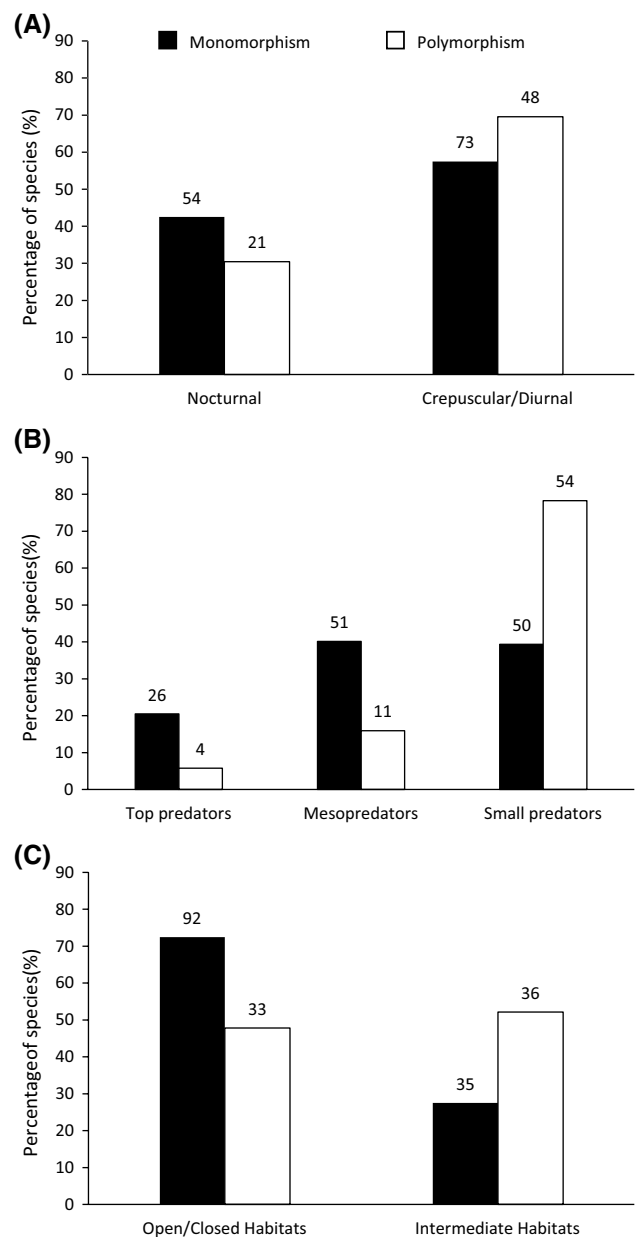 (A)
90
80
70
60
50
40
30
20
10
0
Percentage of species (%)
Monomorphism
Polymorphism
54
21
73
48
Nocturnal
Crepuscular/Diurnal
(B)
90
80
70
60
50
40
30
20
10
0
Percentageof species(%)
26
4
51
11
50
54
Top predators
Mesopredators
Small predators
(C)
90
80
70
60
50
40
30
20
10
0
Percentageof species(%)
92
33
35
36
Open/Closed Habitats
Intermediate Habitats